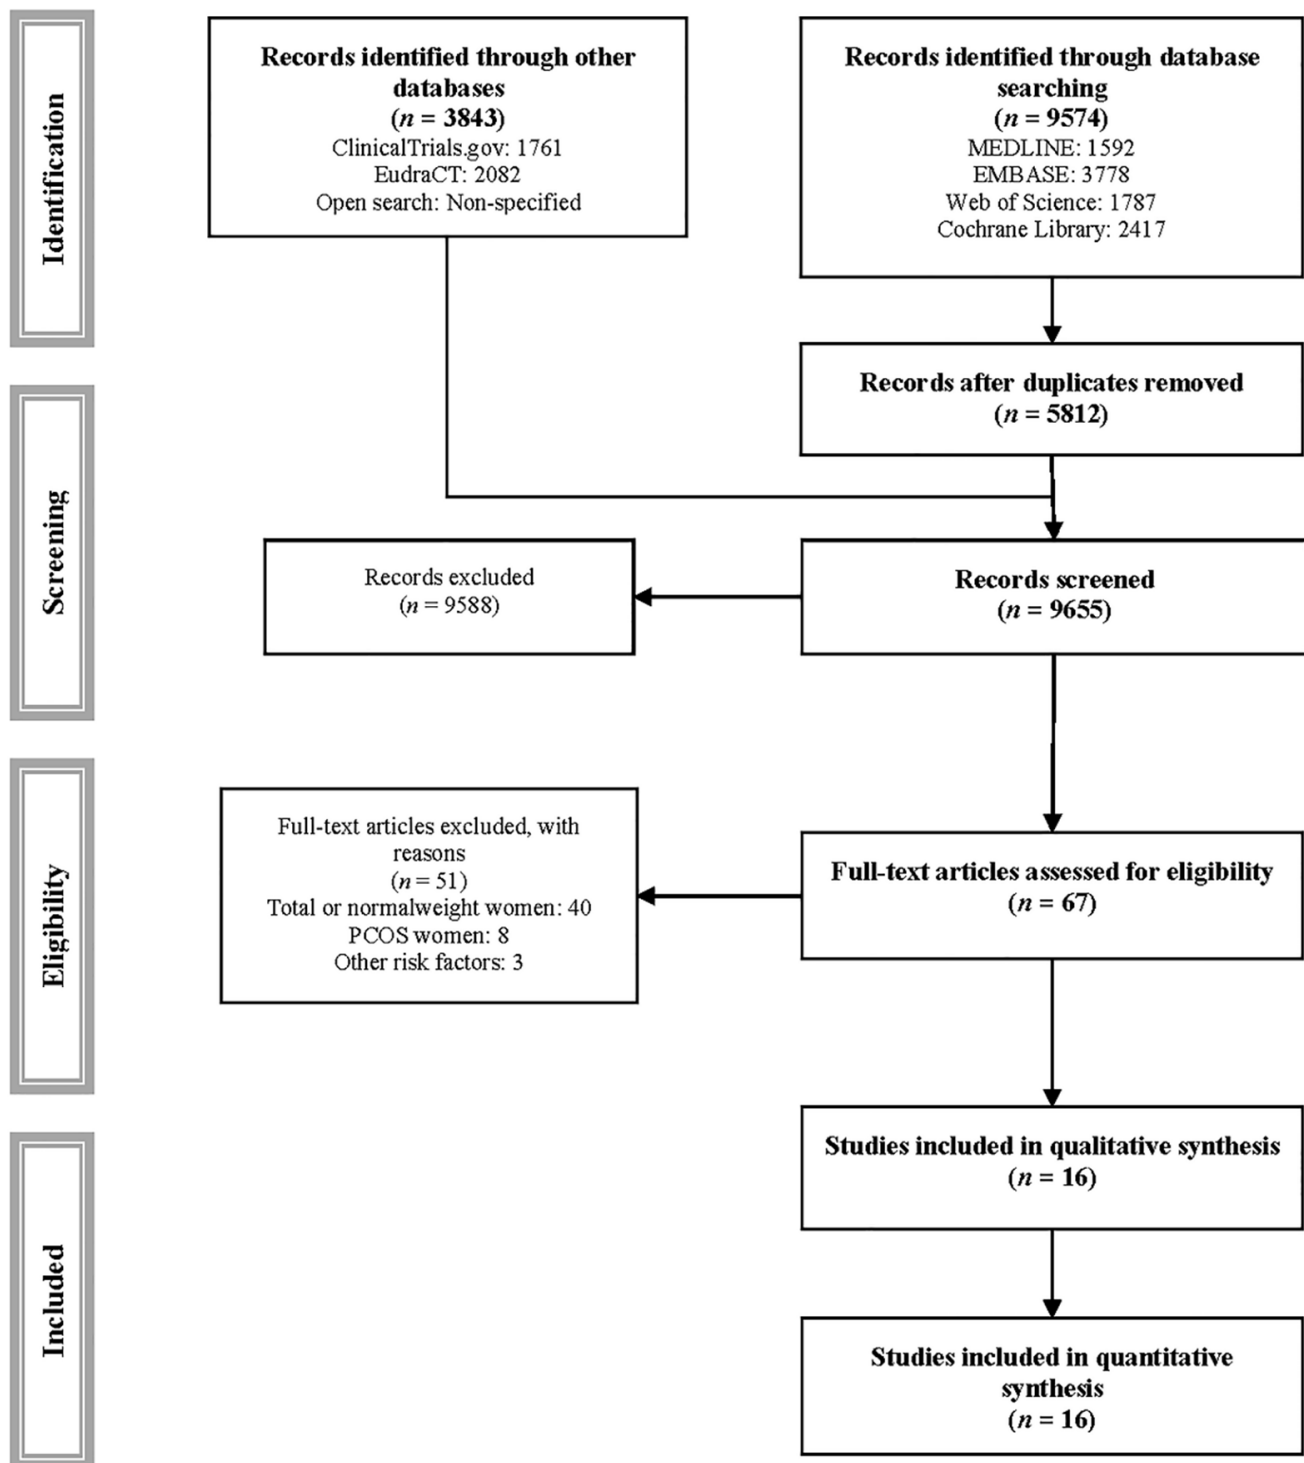 Identification
Records identified through other
databases
(n = 3843)
ClinicalTrials.gov: 1761
EudraCT: 2082
Open search: Non-specified
Records identified through database
searching
(n = 9574)
MEDLINE: 1592
EMBASE: 3778
Web of Science: 1787
Cochrane Library: 2417
Records after duplicates removed
(n = 5812)
Screening
Records excluded
(n = 9588)
Records screened
(n = 9655)
Eligibility
Full-text articles excluded, with
reasons
(n = 51)
Total or normalweight women: 40
PCOS women: 8
Other risk factors: 3
Full-text articles assessed for eligibility
(n = 67)
Included
Studies included in qualitative synthesis
(n = 16)
Studies included in quantitative
synthesis
(n = 16)